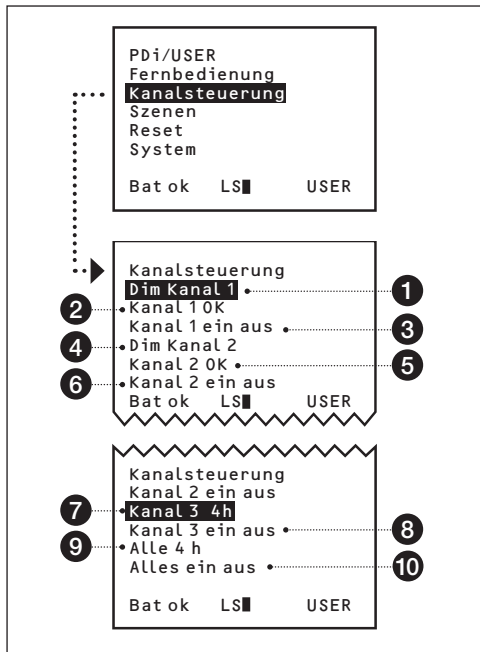 PDi/USER
Fernbedienung
Kanalsteuerung
Szenen
Reset
System
Bat ok LS USER
Kanalsteuerung
Dim Kanal 1 1
2 Kanal 1 OK
Kanal 1 ein aus 3
4 Dim Kanal 2
Kanal 2 OK 5
6 Kanal 2 ein aus
Bat ok LS USER
Kanalsteuerung
Kanal 2 ein aus
7 Kanal 3 4h
Kanal 3 ein aus 8
9 Alle 4 h
Alles ein aus 10
Bat ok LS USER